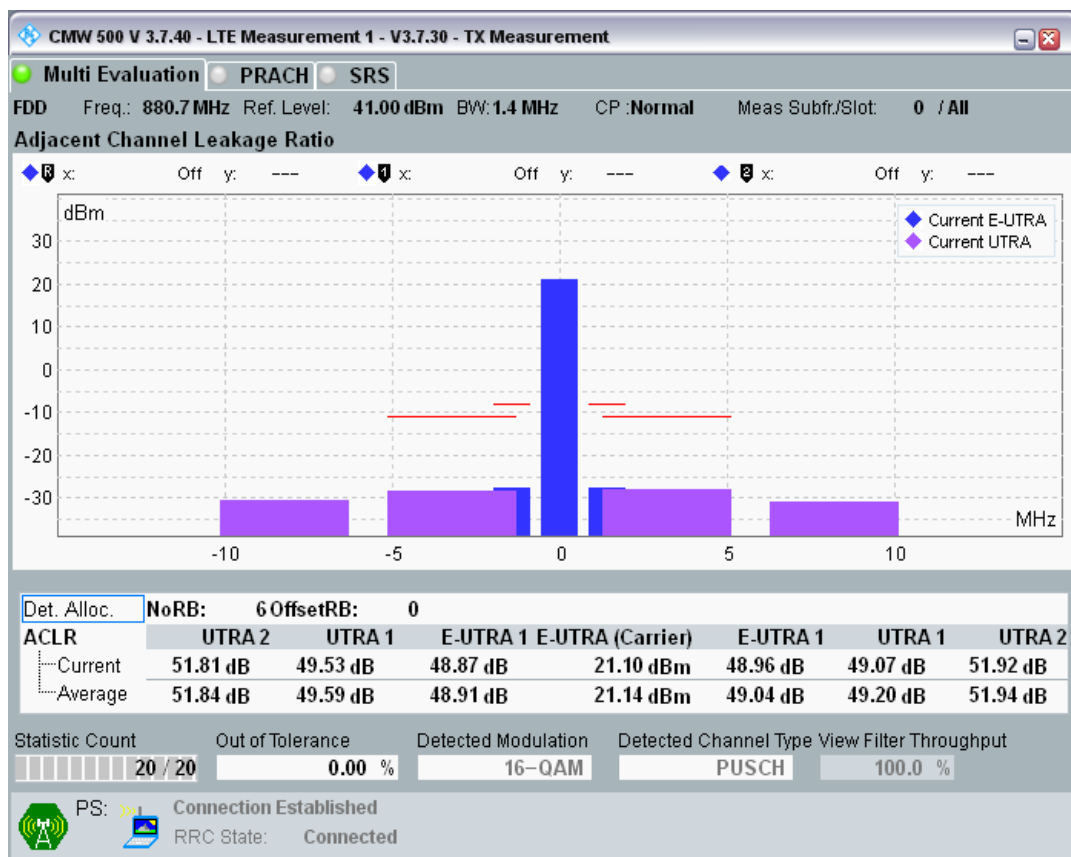 CMW 500 V 3.7.40 - LTE Measurement 1 - V3.7.30 - TX Measurement
Multi Evaluation PRACH SRS
FDD Freq.: 880.7 MHz Ref. Level: 41.00 dBm BW: 1.4 MHz CP :Normal Meas Subfr./Slot: 0 / All
Adjacent Channel Leakage Ratio
R x: Off y: --- 1 x: Off y: --- 2 x: Off y: ---
dBm
Current E-UTRA
Current UTRA
30
20
10
0
-10
-20
-30
MHz
-10 -5 0 5 10
Det. Alloc. NoRB: 6 OffsetRB: 0
ACLR UTRA 2 UTRA 1 E-UTRA 1 E-UTRA (Carrier) E-UTRA 1 UTRA 1 UTRA 2
Current 51.81 dB 49.53 dB 48.87 dB 21.10 dBm 48.96 dB 49.07 dB 51.92 dB
Average 51.84 dB 49.59 dB 48.91 dB 21.14 dBm 49.04 dB 49.20 dB 51.94 dB
Statistic Count Out of Tolerance Detected Modulation Detected Channel Type View Filter Throughput
20 / 20 0.00 % 16-QAM PUSCH 100.0 %
PS: Connection Established
RRC State: Connected